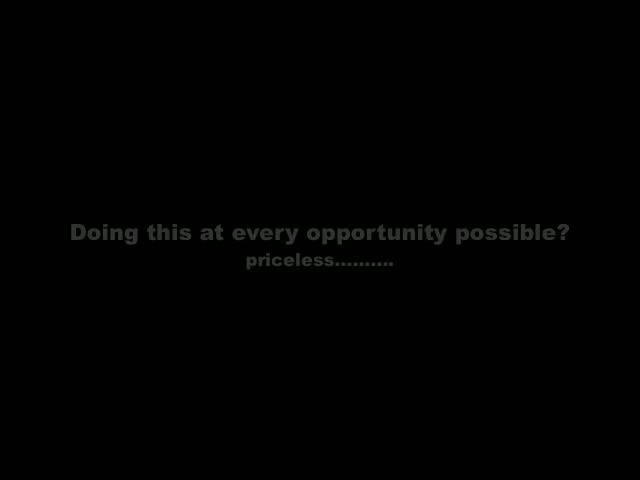 Doing this at every opportunity possible?
priceless..........